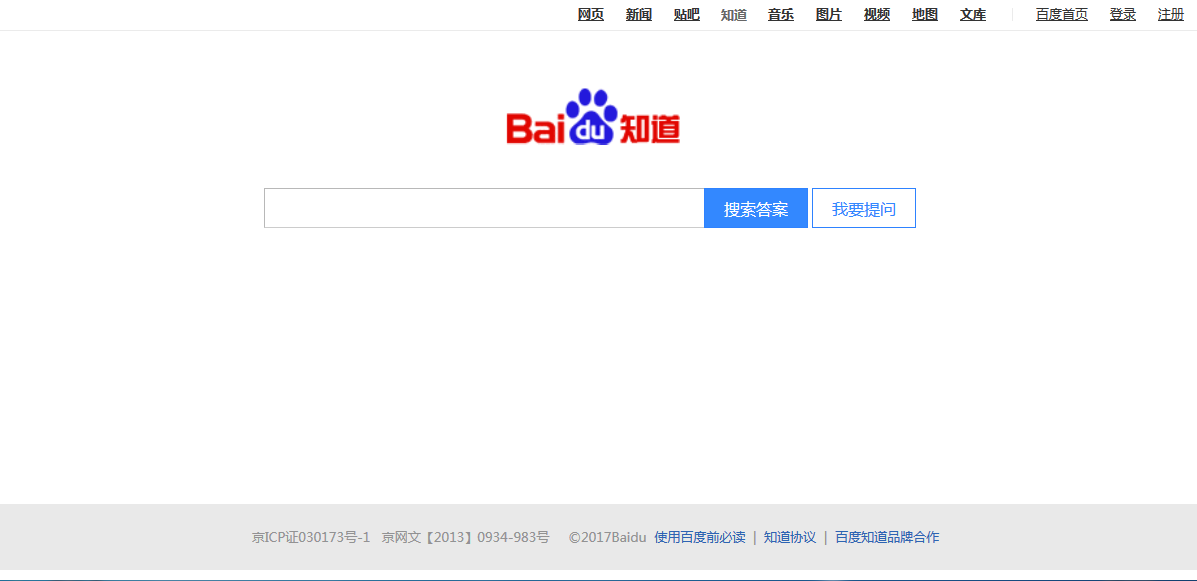 网页 新闻 贴吧 知道 音乐 图片 视频 地图 文库 百度首页 登录 注册
Bai du 知道
搜索答案 我要提问
京ICP证030173号-1 京网文【2013】0934-983号 ©2017Baidu 使用百度前必读 | 知道协议 | 百度知道品牌合作